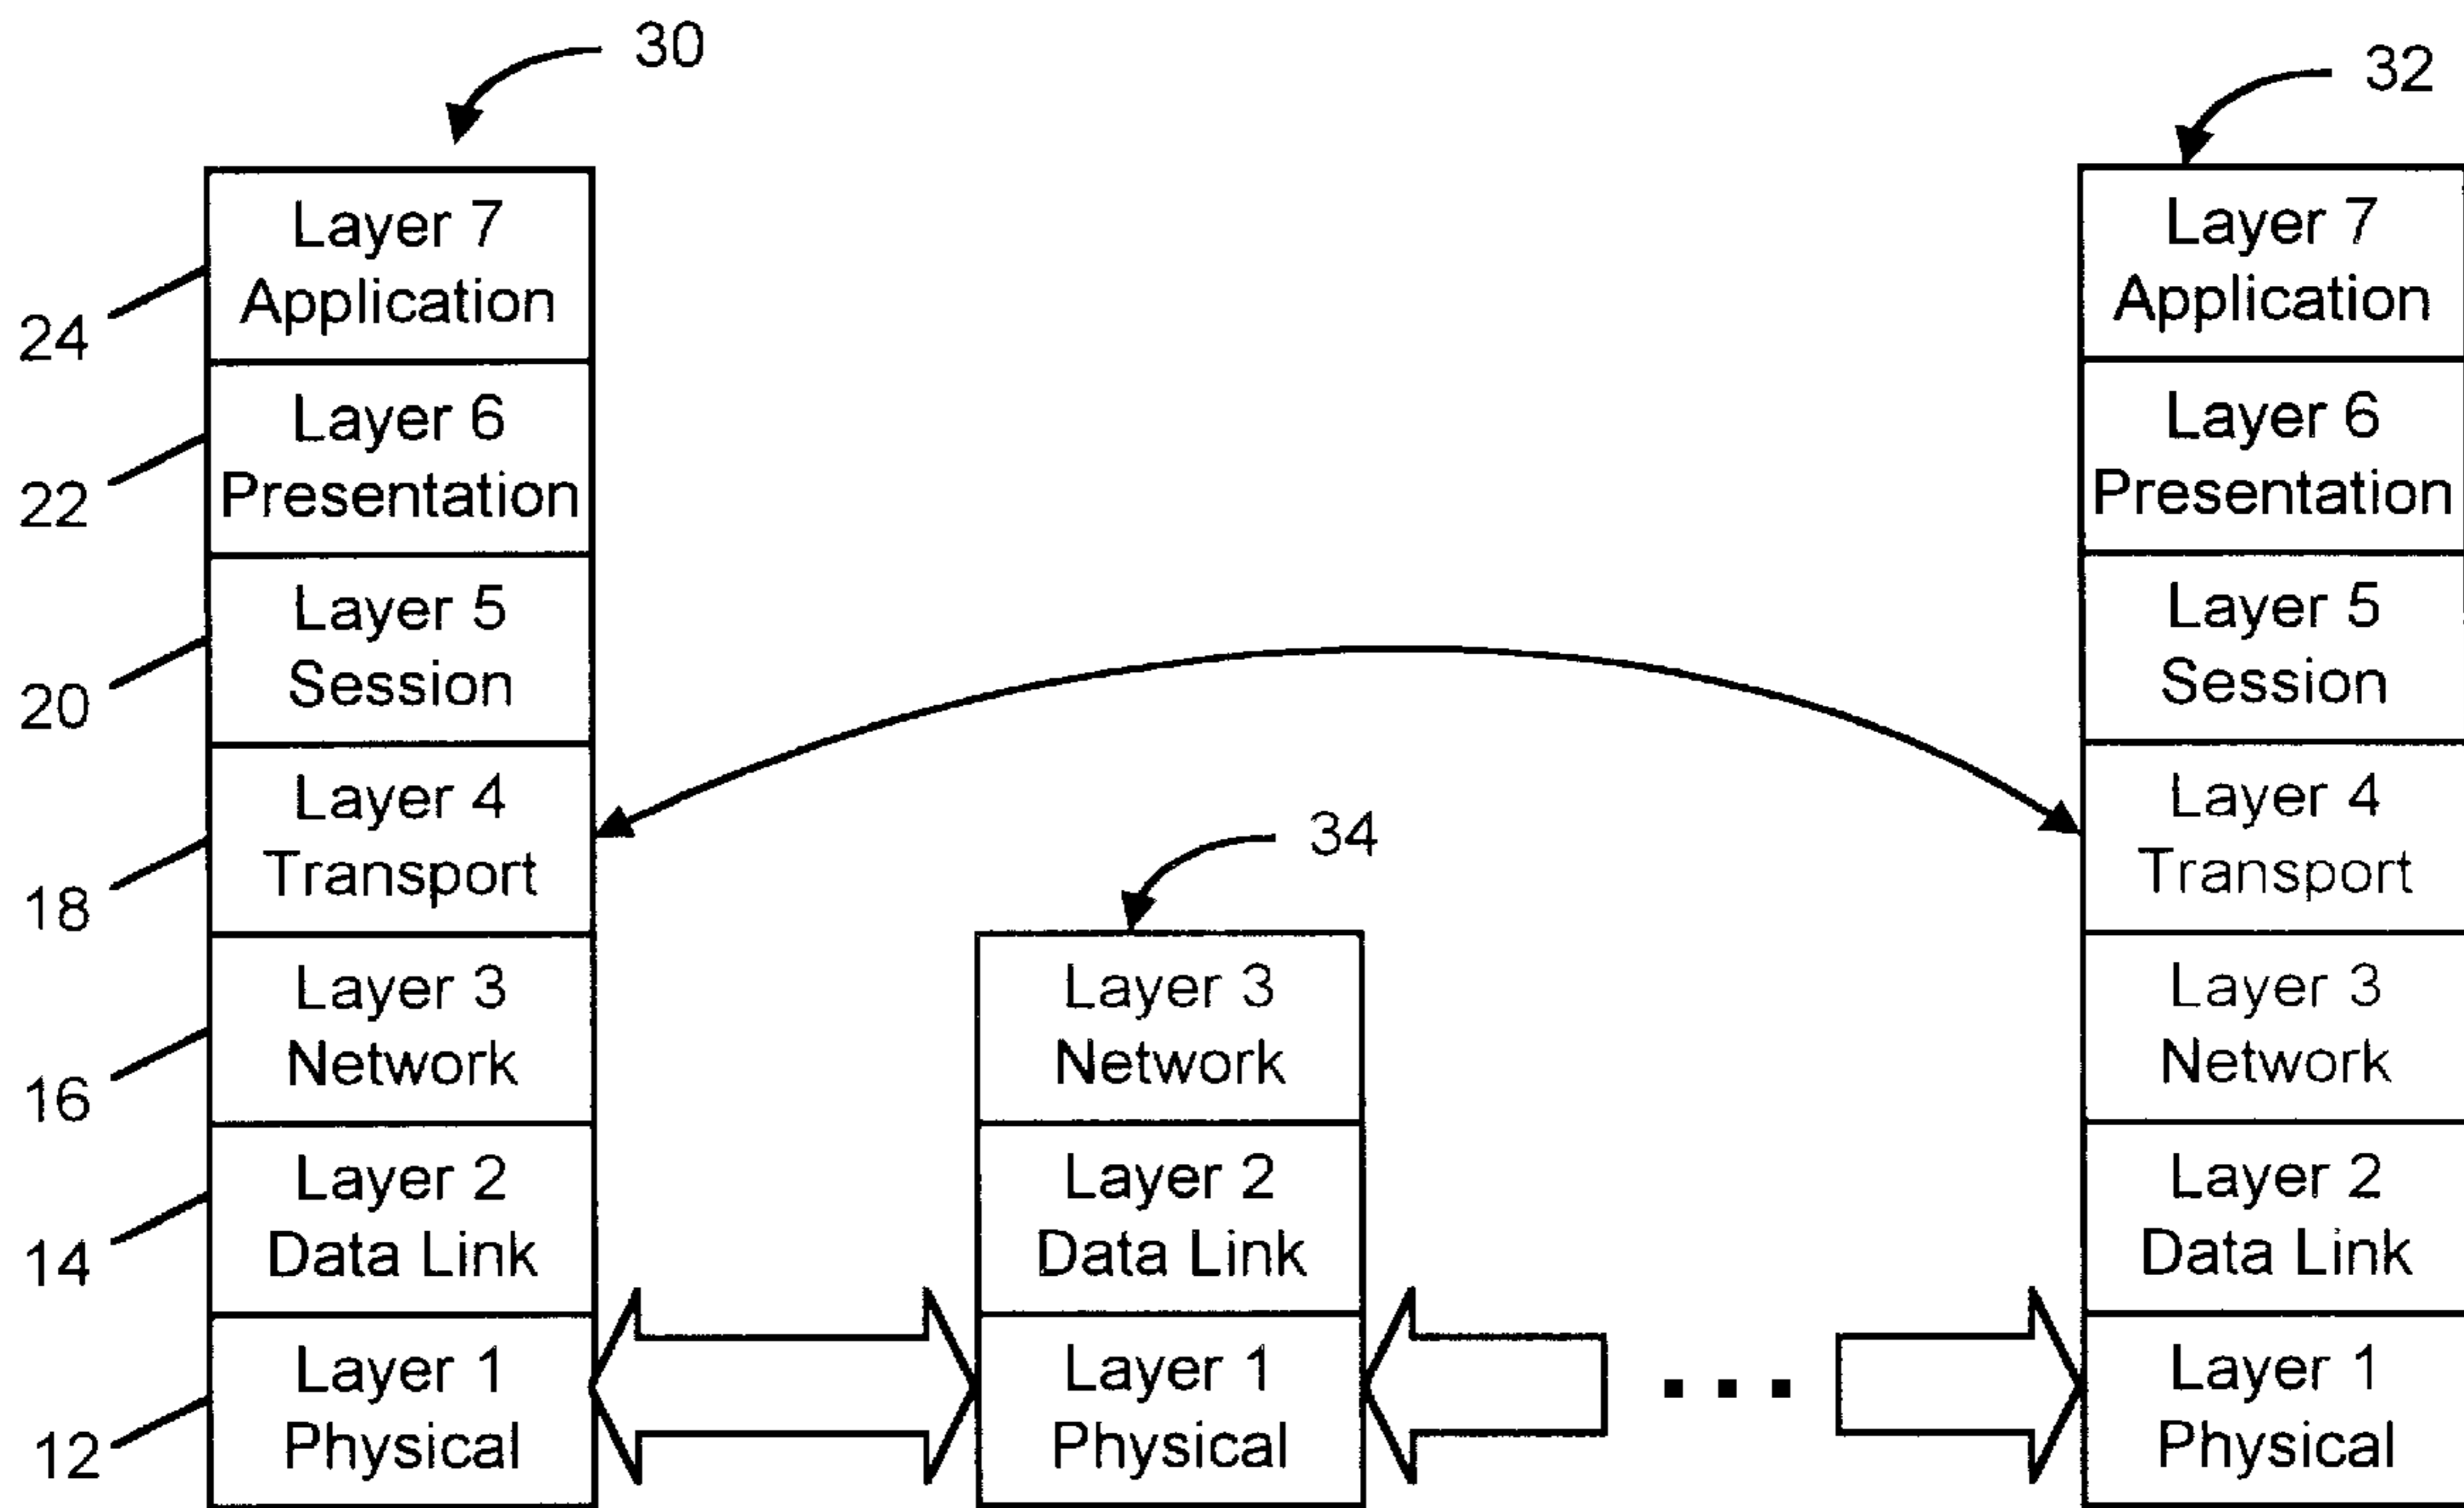 30
Layer 7
Application
Layer 6
Presentation
Layer 5
Session
Layer 4
Transport
Layer 3
Network
Layer 2
Data Link
Layer 1
Physical
24
22
20
18
16
14
12
34
Layer 3
Network
Layer 2
Data Link
Layer 1
Physical
...
32
Layer 7
Application
Layer 6
Presentation
Layer 5
Session
Layer 4
Transport
Layer 3
Network
Layer 2
Data Link
Layer 1
Physical